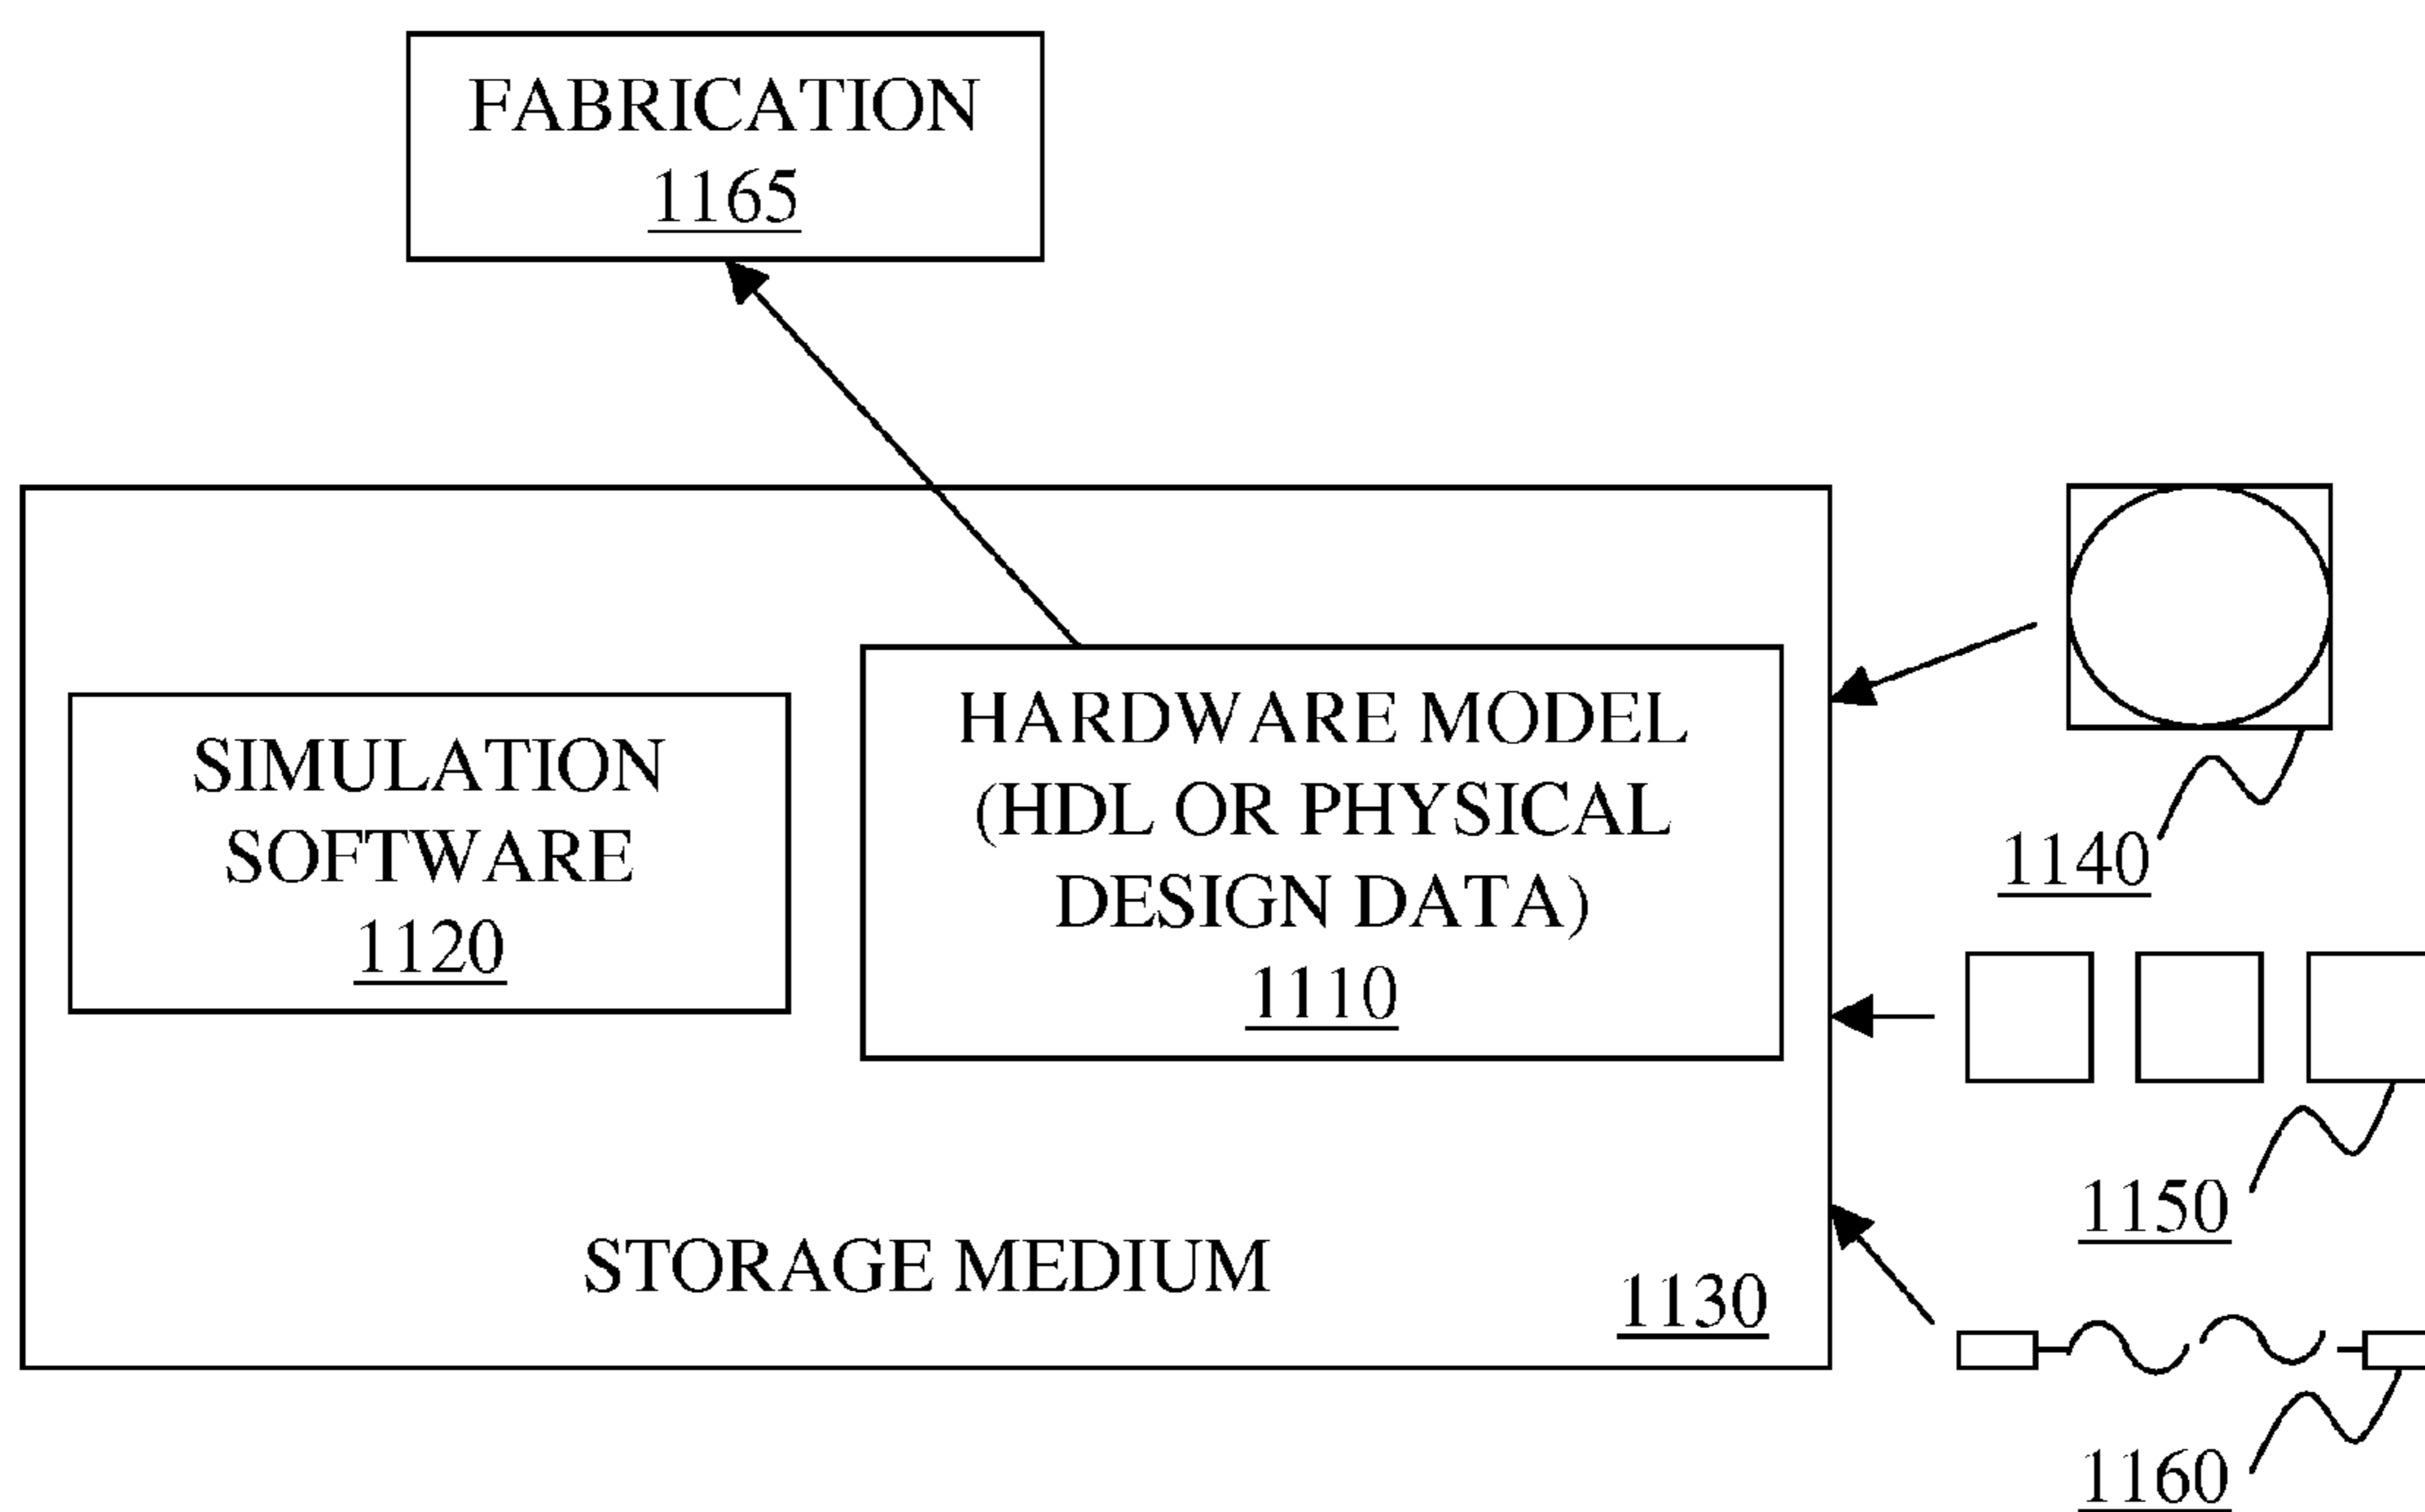 FABRICATION
1165
SIMULATION
SOFTWARE
1120
HARDWARE MODEL
(HDL OR PHYSICAL
DESIGN DATA)
1110
STORAGE MEDIUM
1130
1140
1150
1160